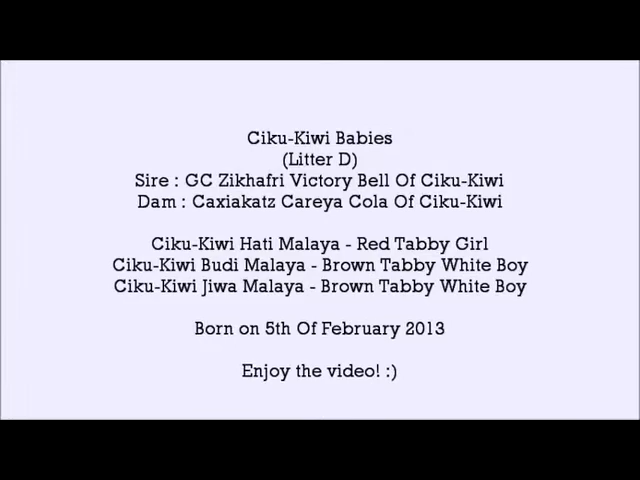 Ciku-Kiwi Babies
(Litter D)
Sire : GC Zikhafri Victory Bell Of Ciku-Kiwi
Dam : Caxiakatz Careya Cola Of Ciku-Kiwi
Ciku-Kiwi Hati Malaya - Red Tabby Girl
Ciku-Kiwi Budi Malaya - Brown Tabby White Boy
Ciku-Kiwi Jiwa Malaya - Brown Tabby White Boy
Born on 5th Of February 2013
Enjoy the video! :)